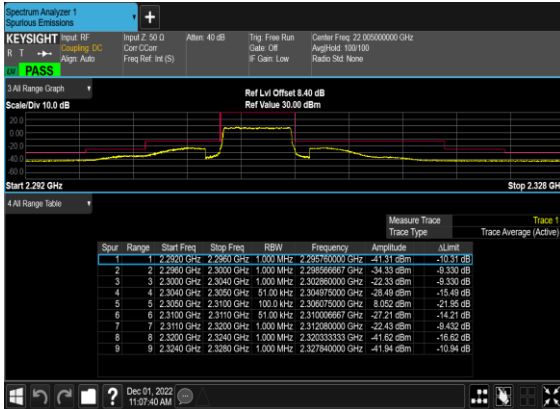 Spectrum Analyzer 1
Spurious Emissions
+
KEYSIGHT Input: RF Input Z: 50 Ω Atten: 40 dB Trig: Free Run Center Freq: 22.005000000 GHz
R T Coupling: DC Corr CCorr Gate: Off Avg|Hold: 100/100
Align: Auto Freq Ref: Int (S) IF Gain: Low Radio Std: None
PASS
3 All Range Graph
Ref Lvl Offset 8.40 dB
Scale/Div 10.0 dB Ref Value 30.00 dBm
20.0
0.00
-20.0
-40.0
-60.0
Start 2.292 GHz Stop 2.328 GH
4 All Range Table
Measure Trace Trace 1
Trace Type Trace Average (Active)
Spur Range Start Freq Stop Freq RBW Frequency Amplitude ΔLimit
1 1 2.2920 GHz 2.2960 GHz 1.000 MHz 2.295760000 GHz -41.31 dBm -10.31 dB
2 2 2.2960 GHz 2.3000 GHz 1.000 MHz 2.298566667 GHz -34.33 dBm -9.330 dB
3 3 2.3000 GHz 2.3040 GHz 1.000 MHz 2.302860000 GHz -22.33 dBm -9.330 dB
4 4 2.3040 GHz 2.3050 GHz 51.00 kHz 2.304975000 GHz -28.49 dBm -15.49 dB
5 5 2.3050 GHz 2.3100 GHz 100.0 kHz 2.306075000 GHz 8.052 dBm -21.95 dB
6 6 2.3100 GHz 2.3110 GHz 51.00 kHz 2.310006667 GHz -27.21 dBm -14.21 dB
7 7 2.3110 GHz 2.3200 GHz 1.000 MHz 2.312080000 GHz -22.43 dBm -9.432 dB
8 8 2.3200 GHz 2.3240 GHz 1.000 MHz 2.320333333 GHz -41.62 dBm -16.62 dB
9 9 2.3240 GHz 2.3280 GHz 1.000 MHz 2.327840000 GHz -41.94 dBm -10.94 dB
? Dec 01, 2022
11:07:40 AM